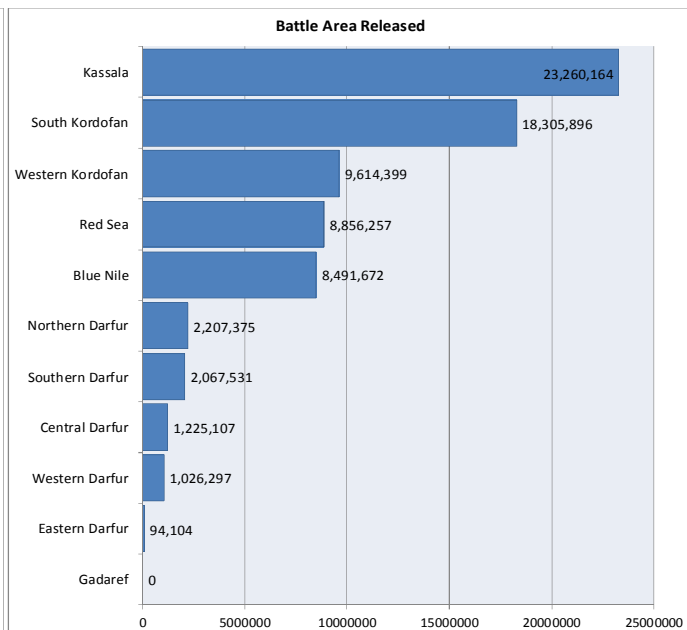 Battle Area Released
Kassala 23,260,164
South Kordofan 18,305,896
Western Kordofan 9,614,399
Red Sea 8,856,257
Blue Nile 8,491,672
Northern Darfur 2,207,375
Southern Darfur 2,067,531
Central Darfur 1,225,107
Western Darfur 1,026,297
Eastern Darfur 94,104
Gadaref 0
0 5000000 10000000 15000000 20000000 25000000